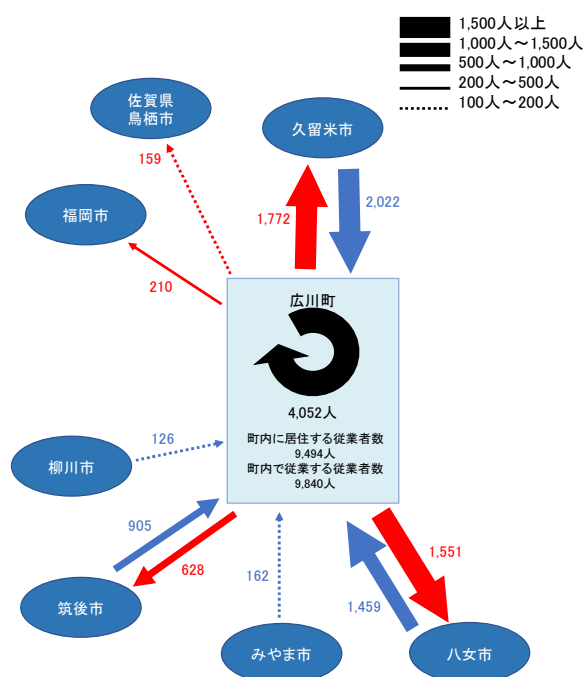 1,500人以上
1,000人～1,500人
500人～1,000人
200人～500人
100人～200人
佐賀県
鳥栖市
久留米市
159
1,772
2,022
福岡市
210
広川町
4,052人
町内に居住する従業者数
9,494人
町内で従業する従業者数
9,840人
126
柳川市
905
628
162
1,551
1,459
筑後市
みやま市
八女市